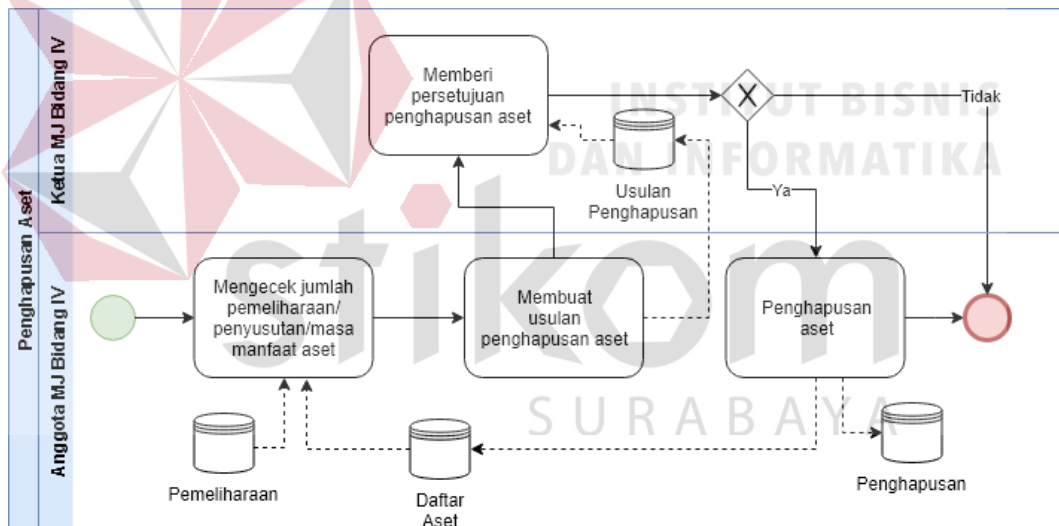 Penghapusan Aset
Ketua MJ Bidang IV
Anggota MJ Bidang IV
Memberi
persetujuan
penghapusan aset
Usulan
Penghapusan
Tidak
Ya
Mengecek jumlah
pemeliharaan/
penyusutan/masa
manfaat aset
Membuat
usulan
penghapusan aset
Penghapusan
aset
Pemeliharaan
Daftar
Aset
Penghapusan
INSTITUT BISNIS
DAN INFORMATIKA
stikom
SURABAYA